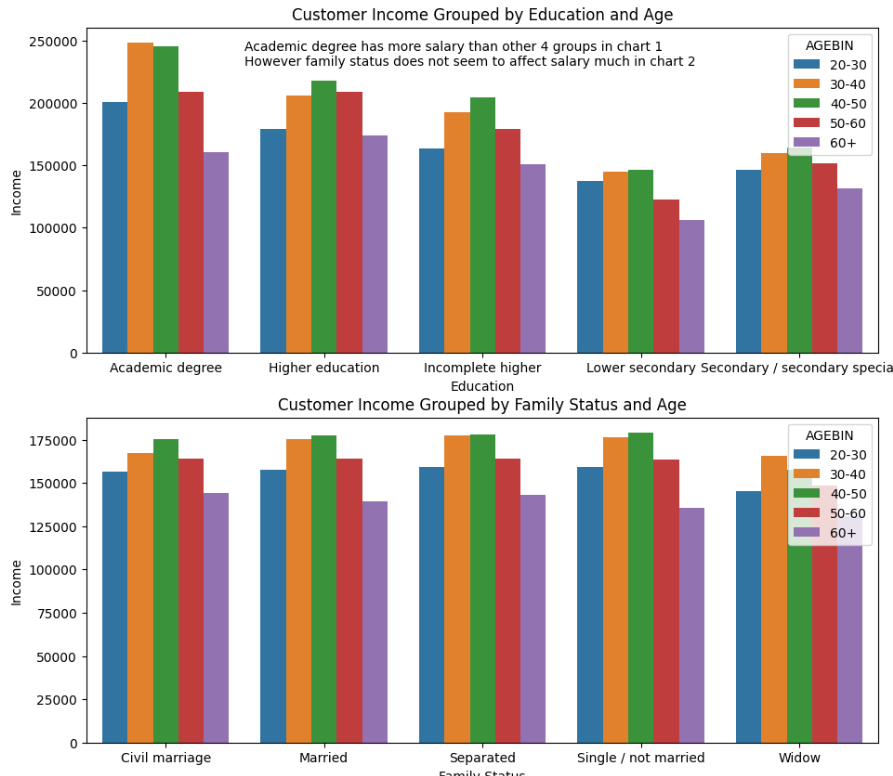 Customer Income Grouped by Education and Age
Academic degree has more salary than other 4 groups in chart 1
However family status does not seem to affect salary much in chart 2
AGEBIN
20-30
30-40
40-50
50-60
60+
250000
200000
150000
100000
50000
0
Income
Academic degree
Higher education
Incomplete higher
Lower secondary
Secondary / secondary specia
Education
Customer Income Grouped by Family Status and Age
AGEBIN
20-30
30-40
40-50
50-60
60+
175000
150000
125000
100000
75000
50000
25000
0
Income
Civil marriage
Married
Separated
Single / not married
Widow
Family Status